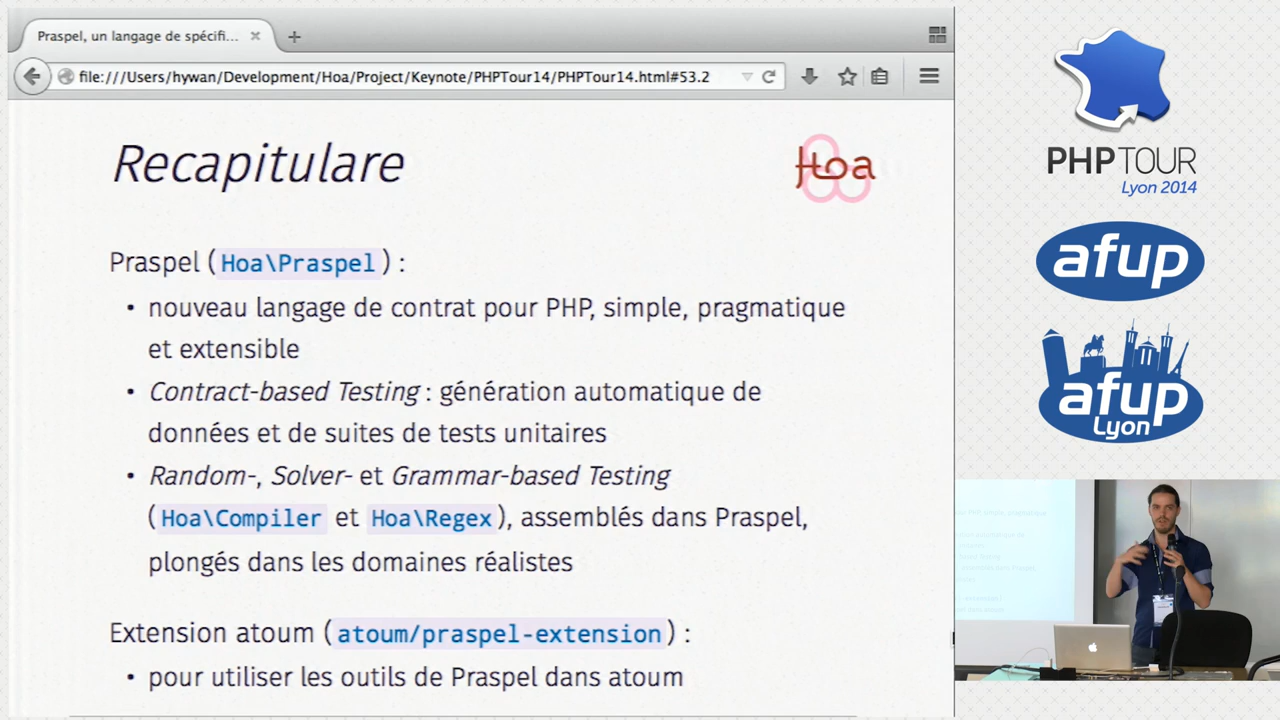 Praspel, un langage de spécifi...
file:///Users/hywan/Development/Hoa/Project/Keynote/PHPTour14/PHPTour14.html#53.2
Recapitulare
Hoa
Praspel (Hoa\Praspel) :
• nouveau langage de contrat pour PHP, simple, pragmatique
et extensible
• Contract-based Testing : génération automatique de
données et de suites de tests unitaires
• Random-, Solver- et Grammar-based Testing
(Hoa\Compiler et Hoa\Regex), assemblés dans Praspel,
plongés dans les domaines réalistes
Extension atoum (atoum/praspel-extension) :
• pour utiliser les outils de Praspel dans atoum
PHPTOUR
Lyon 2014
afup
afup
Lyon